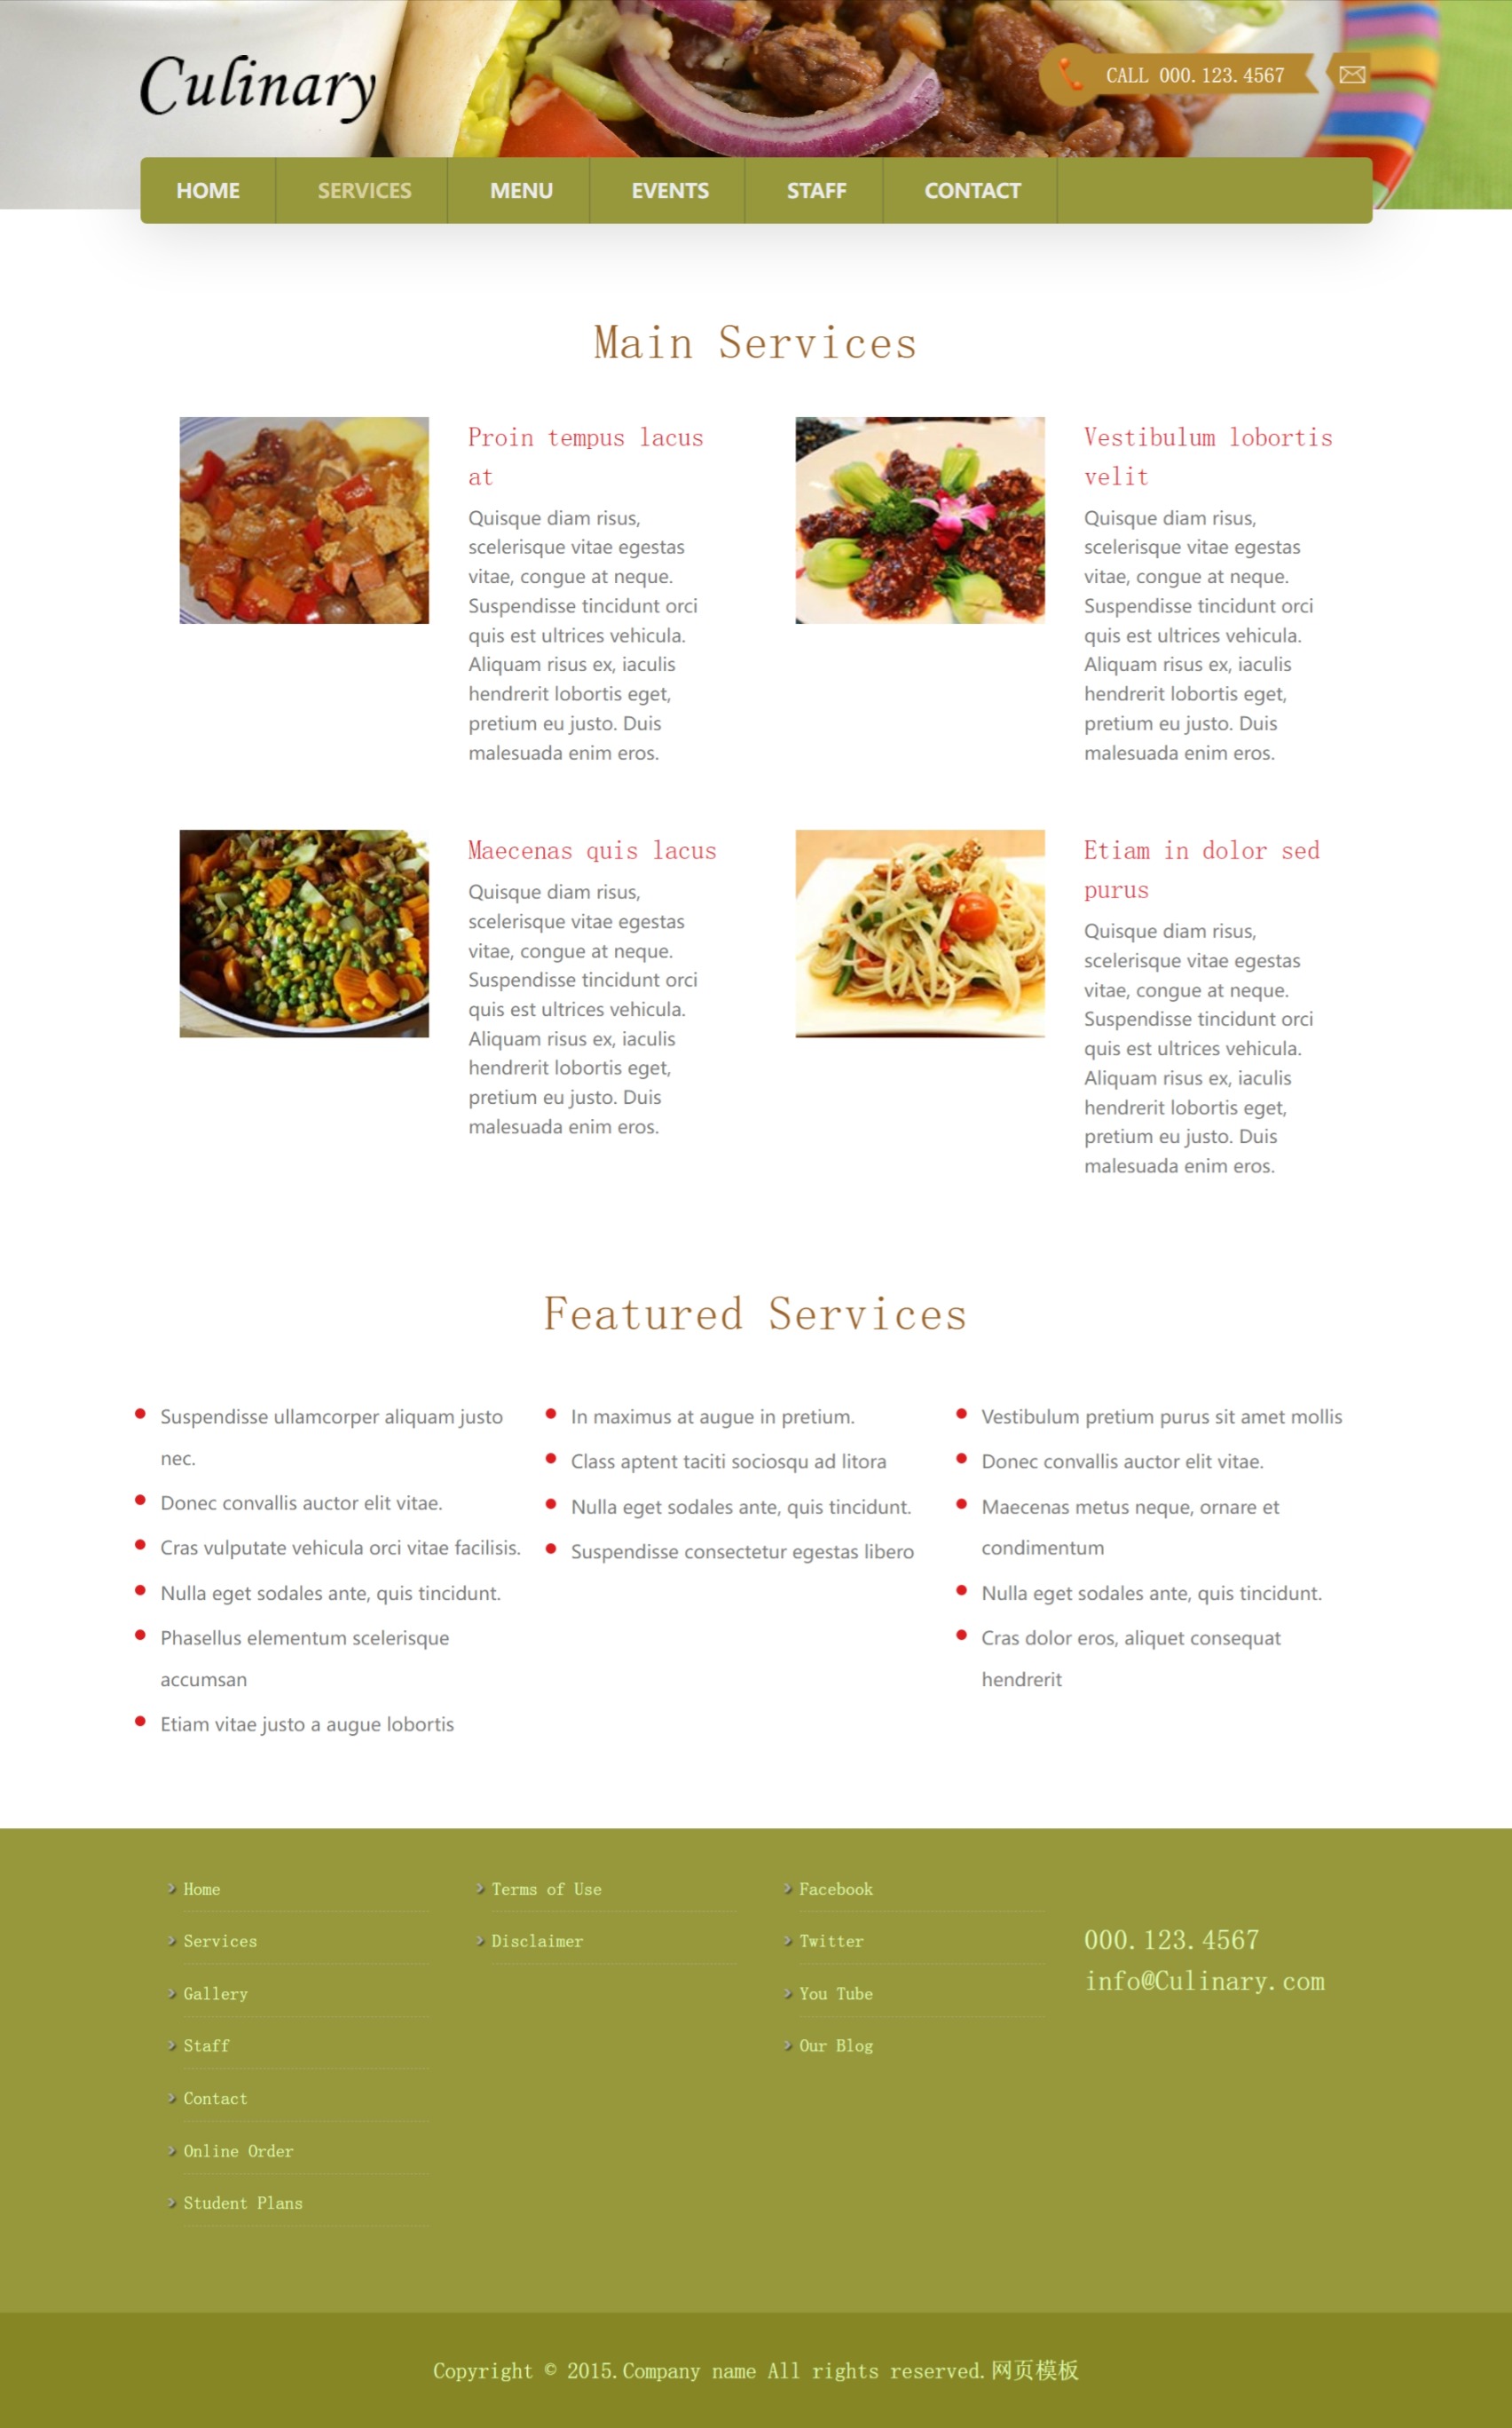 Culinary
CALL 000.123.4567
HOME SERVICES MENU EVENTS STAFF CONTACT
Main Services
Proin tempus lacus
at
Quisque diam risus,
scelerisque vitae egestas
vitae, congue at neque.
Suspendisse tincidunt orci
quis est ultrices vehicula.
Aliquam risus ex, iaculis
hendrerit lobortis eget,
pretium eu justo. Duis
malesuada enim eros.
Vestibulum lobortis
velit
Quisque diam risus,
scelerisque vitae egestas
vitae, congue at neque.
Suspendisse tincidunt orci
quis est ultrices vehicula.
Aliquam risus ex, iaculis
hendrerit lobortis eget,
pretium eu justo. Duis
malesuada enim eros.
Maecenas quis lacus
Quisque diam risus,
scelerisque vitae egestas
vitae, congue at neque.
Suspendisse tincidunt orci
quis est ultrices vehicula.
Aliquam risus ex, iaculis
hendrerit lobortis eget,
pretium eu justo. Duis
malesuada enim eros.
Etiam in dolor sed
purus
Quisque diam risus,
scelerisque vitae egestas
vitae, congue at neque.
Suspendisse tincidunt orci
quis est ultrices vehicula.
Aliquam risus ex, iaculis
hendrerit lobortis eget,
pretium eu justo. Duis
malesuada enim eros.
Featured Services
Suspendisse ullamcorper aliquam justo
nec.
Donec convallis auctor elit vitae.
Cras vulputate vehicula orci vitae facilisis.
Nulla eget sodales ante, quis tincidunt.
Phasellus elementum scelerisque
accumsan
Etiam vitae justo a augue lobortis
In maximus at augue in pretium.
Class aptent taciti sociosqu ad litora
Nulla eget sodales ante, quis tincidunt.
Suspendisse consectetur egestas libero
Vestibulum pretium purus sit amet mollis
Donec convallis auctor elit vitae.
Maecenas metus neque, ornare et
condimentum
Nulla eget sodales ante, quis tincidunt.
Cras dolor eros, aliquet consequat
hendrerit
Home
Services
Gallery
Staff
Contact
Online Order
Student Plans
Terms of Use
Disclaimer
Facebook
Twitter
You Tube
Our Blog
000.123.4567
info@Culinary.com
Copyright © 2015.Company name All rights reserved.网页模板